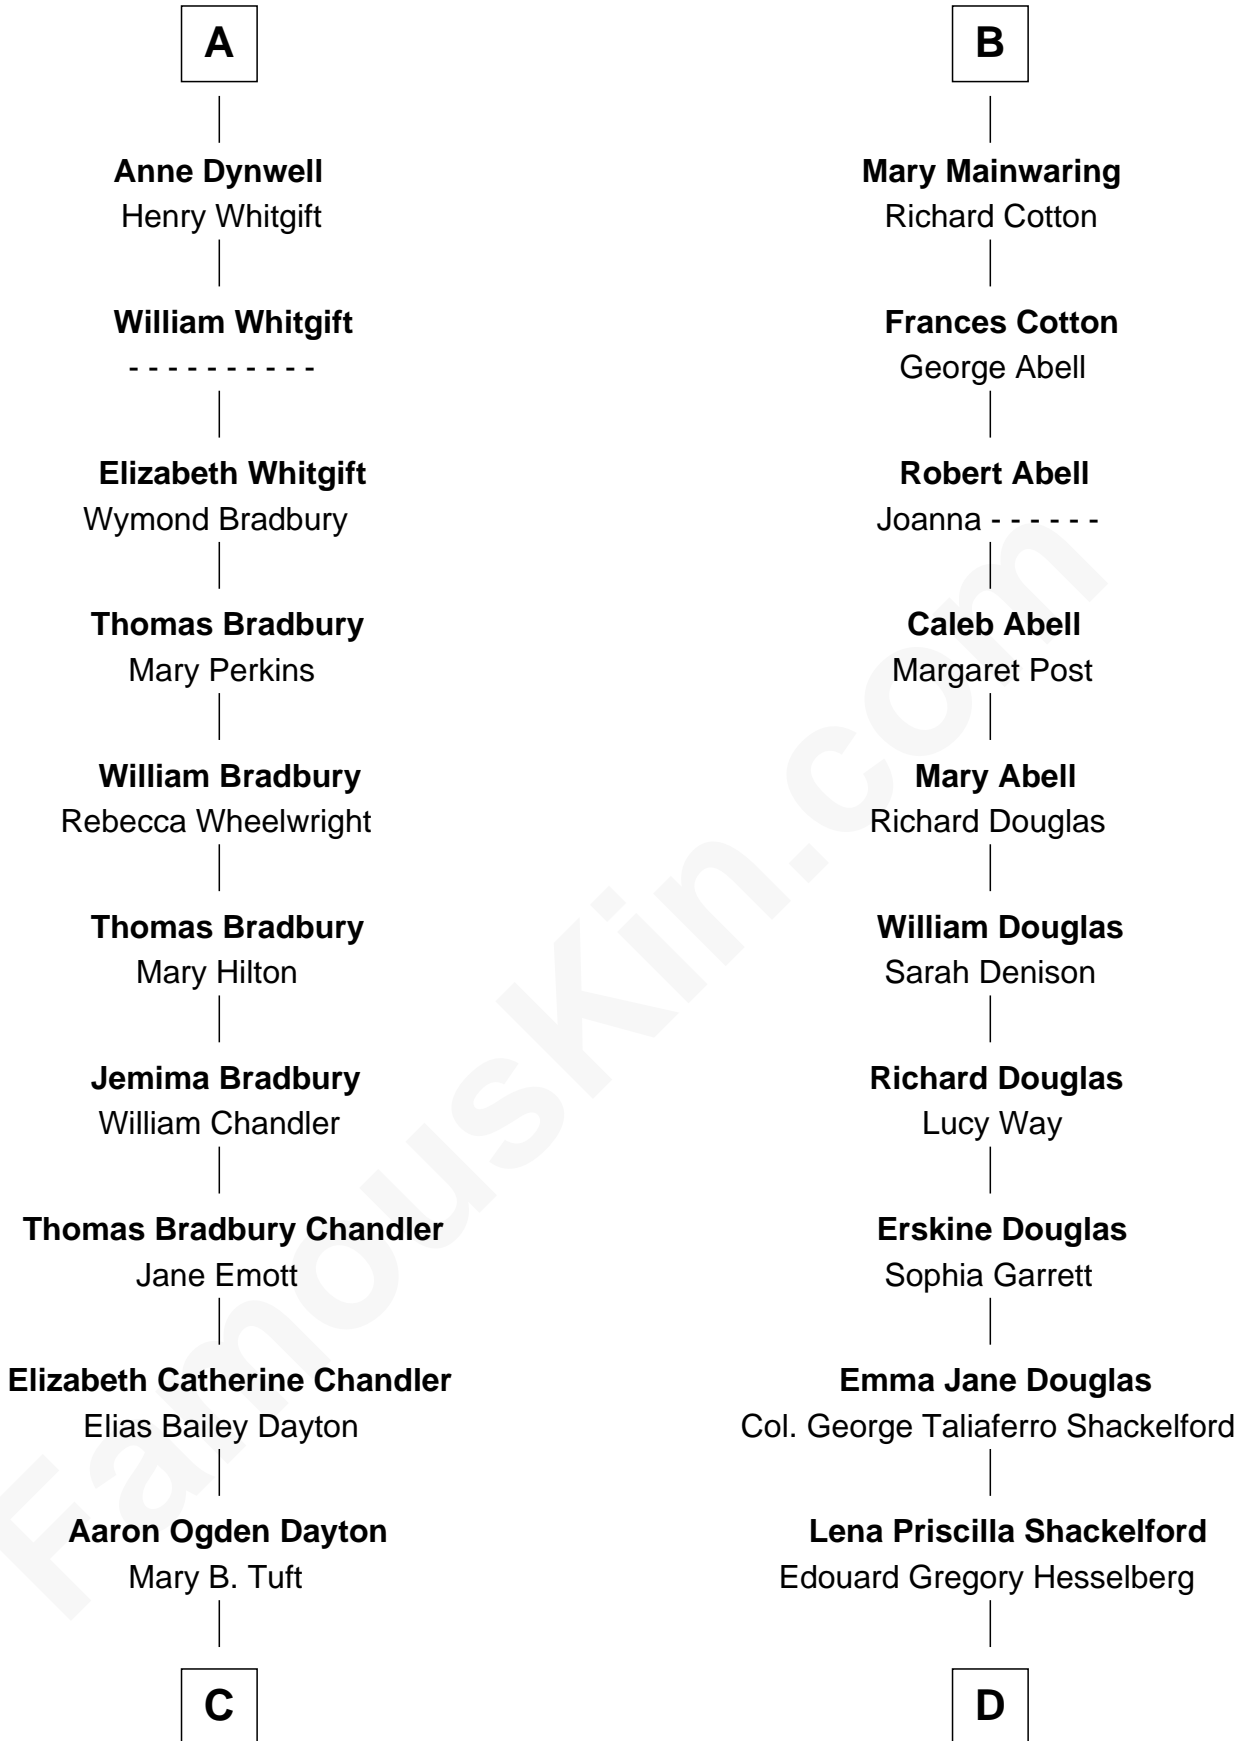 A
Anne Dynwell
Henry Whitgift
William Whitgift
- - - - - - - - - -
Elizabeth Whitgift
Wymond Bradbury
Thomas Bradbury
Mary Perkins
William Bradbury
Rebecca Wheelwright
Thomas Bradbury
Mary Hilton
Jemima Bradbury
William Chandler
Thomas Bradbury Chandler
Jane Emott
Elizabeth Catherine Chandler
Elias Bailey Dayton
Aaron Ogden Dayton
Mary B. Tuft
C
B
Mary Mainwaring
Richard Cotton
Frances Cotton
George Abell
Robert Abell
Joanna - - - - - -
Caleb Abell
Margaret Post
Mary Abell
Richard Douglas
William Douglas
Sarah Denison
Richard Douglas
Lucy Way
Erskine Douglas
Sophia Garrett
Emma Jane Douglas
Col. George Taliaferro Shackelford
Lena Priscilla Shackelford
Edouard Gregory Hesselberg
D
FamousKin.com